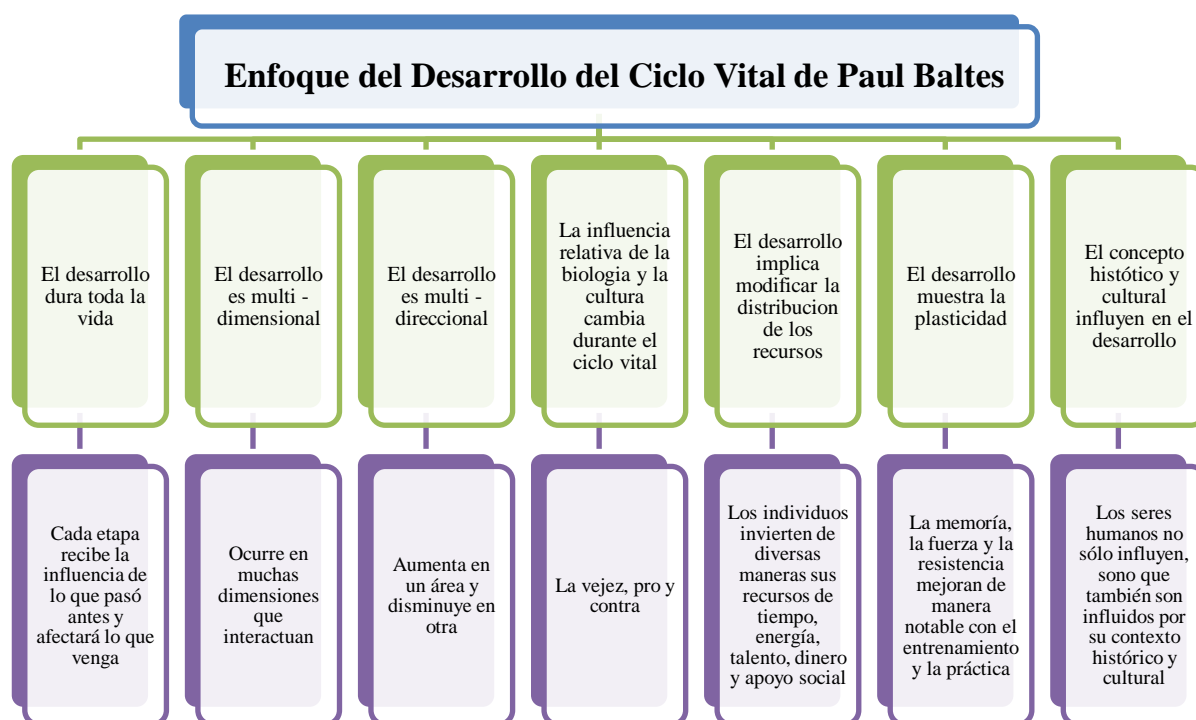 Enfoque del Desarrollo del Ciclo Vital de Paul Baltes
El desarrollo
dura toda la
vida
El desarrollo
es multi -
dimensional
El desarrollo
es multi -
direccional
La influencia
relativa de la
biologia y la
cultura
cambia
durante el
ciclo vital
El desarrollo
implica
modificar la
distribucion
de los
recursos
El desarrollo
muestra la
plasticidad
El concepto
histótico y
cultural
influyen en el
desarrollo
Cada etapa
recibe la
influencia de
lo que pasó
antes y
afectará lo que
venga
Ocurre en
muchas
dimensiones
que
interactuan
Aumenta en
un área y
disminuye en
otra
La vejez, pro y
contra
Los individuos
invierten de
diversas
maneras sus
recursos de
tiempo,
energía,
talento, dinero
y apoyo social
La memoría,
la fuerza y la
resistencia
mejoran de
manera
notable con el
entrenamiento
y la práctica
Los seres
humanos no
sólo influyen,
sono que
también son
influidos por
su contexto
histórico y
cultural